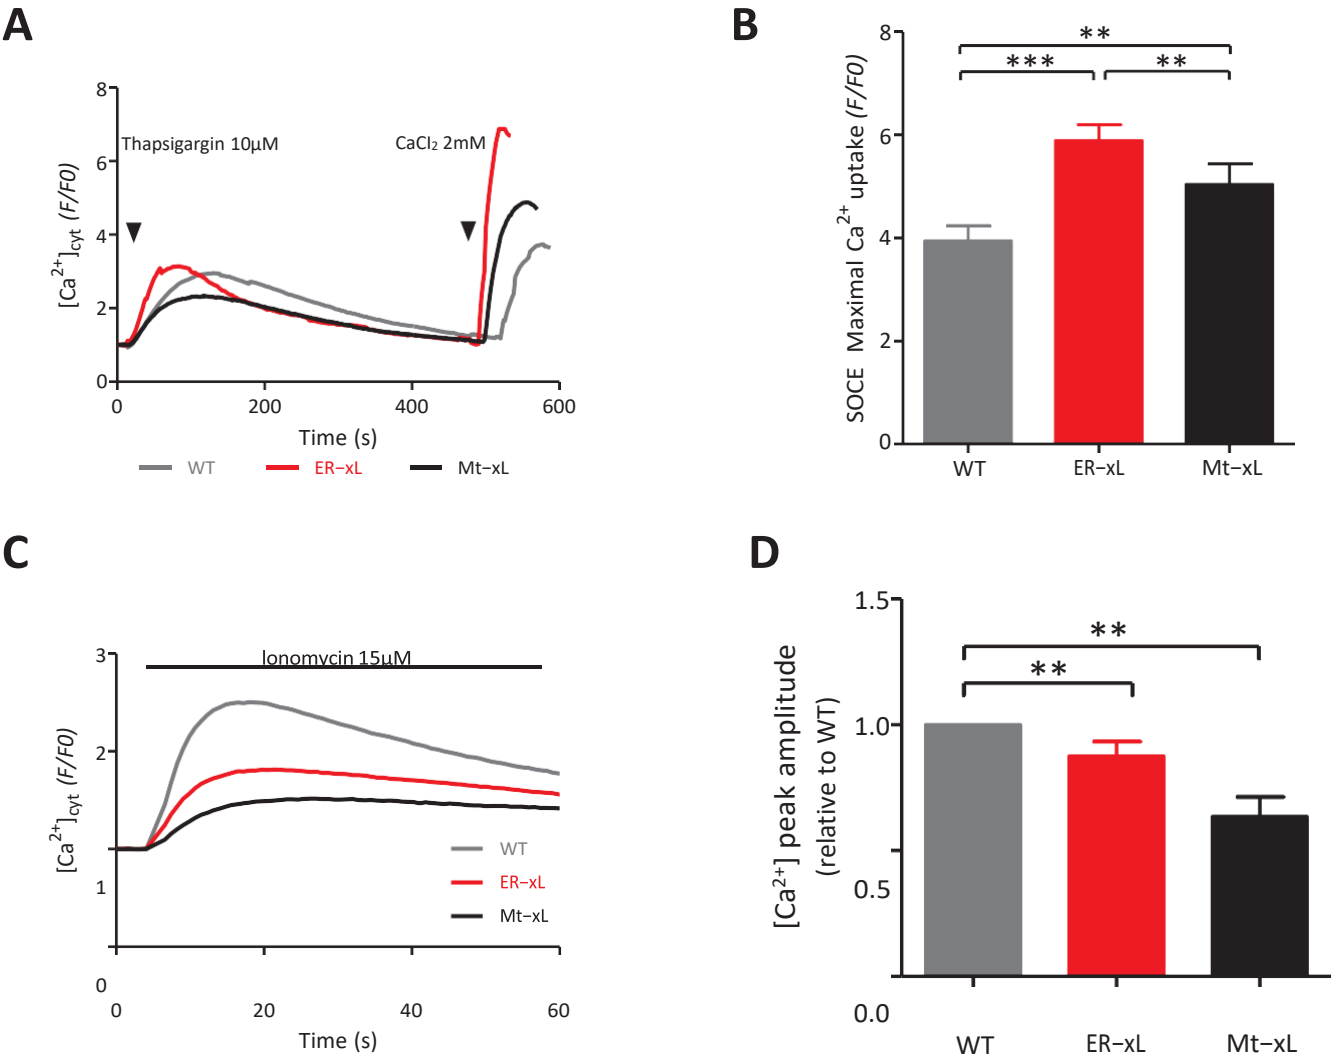 A
[Ca²⁺]cyt (F/F0)
8
6
4
2
0
Thapsigargin 10µM
CaCl₂ 2mM
0 200 400 600
Time (s)
WT ER−xL Mt−xL
B
SOCE Maximal Ca²⁺ uptake (F/F0)
8
6
4
2
0
**
*** **
WT ER−xL Mt−xL
C
[Ca²⁺]cyt (F/F0)
3
2
1
0
Ionomycin 15µM
WT
ER−xL
Mt−xL
0 20 40 60
Time (s)
D
[Ca²⁺] peak amplitude
(relative to WT)
1.5
1.0
0.5
0.0
**
**
WT ER−xL Mt−xL